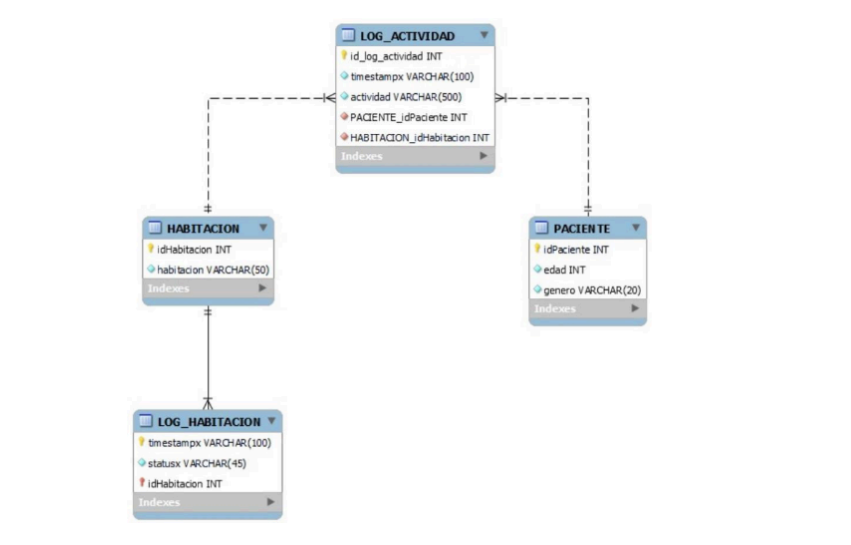 LOG_ACTIVIDAD
id_log_actividad INT
timestampx VARCHAR(100)
actividad VARCHAR(500)
PACIENTE_idPaciente INT
HABITACION_idHabitacion INT
Indexes
HABITACION
idHabitacion INT
habitacion VARCHAR(50)
Indexes
PACIENTE
idPaciente INT
edad INT
genero VARCHAR(20)
Indexes
LOG_HABITACION
timestampx VARCHAR(100)
statusx VARCHAR(45)
idHabitacion INT
Indexes